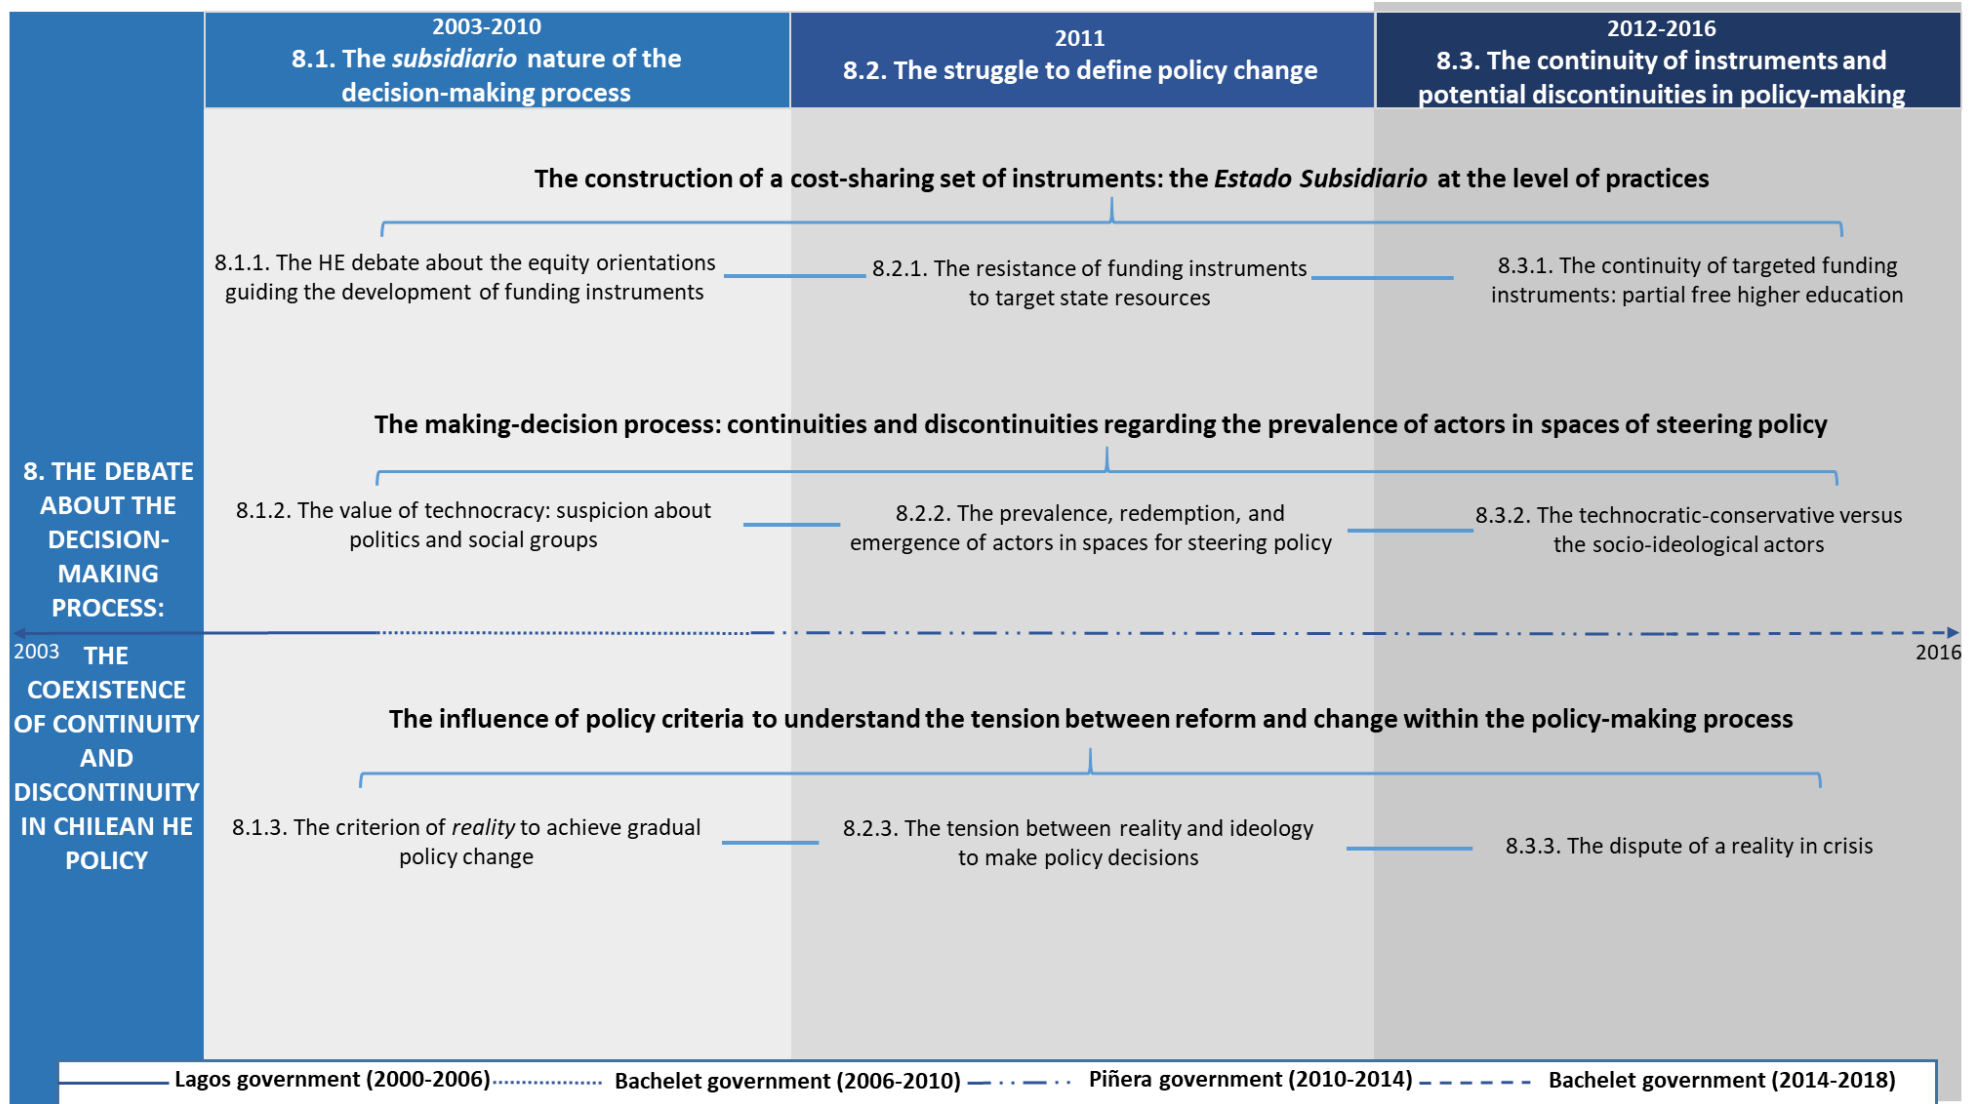 2003-2010
8.1. The subsidiario nature of the
decision-making process
2011
8.2. The struggle to define policy change
2012-2016
8.3. The continuity of instruments and
potential discontinuities in policy-making
The construction of a cost-sharing set of instruments: the Estado Subsidiario at the level of practices
8.1.1. The HE debate about the equity orientations
guiding the development of funding instruments
8.2.1. The resistance of funding instruments
to target state resources
8.3.1. The continuity of targeted funding
instruments: partial free higher education
The making-decision process: continuities and discontinuities regarding the prevalence of actors in spaces of steering policy
8.1.2. The value of technocracy: suspicion about
politics and social groups
8.2.2. The prevalence, redemption, and
emergence of actors in spaces for steering policy
8.3.2. The technocratic-conservative versus
the socio-ideological actors
8. THE DEBATE
ABOUT THE
DECISION-
MAKING
PROCESS:
2003
THE
COEXISTENCE
OF CONTINUITY
AND
DISCONTINUITY
IN CHILEAN HE
POLICY
2016
The influence of policy criteria to understand the tension between reform and change within the policy-making process
8.1.3. The criterion of reality to achieve gradual
policy change
8.2.3. The tension between reality and ideology
to make policy decisions
8.3.3. The dispute of a reality in crisis
Lagos government (2000-2006)
Bachelet government (2006-2010)
Piñera government (2010-2014)
Bachelet government (2014-2018)